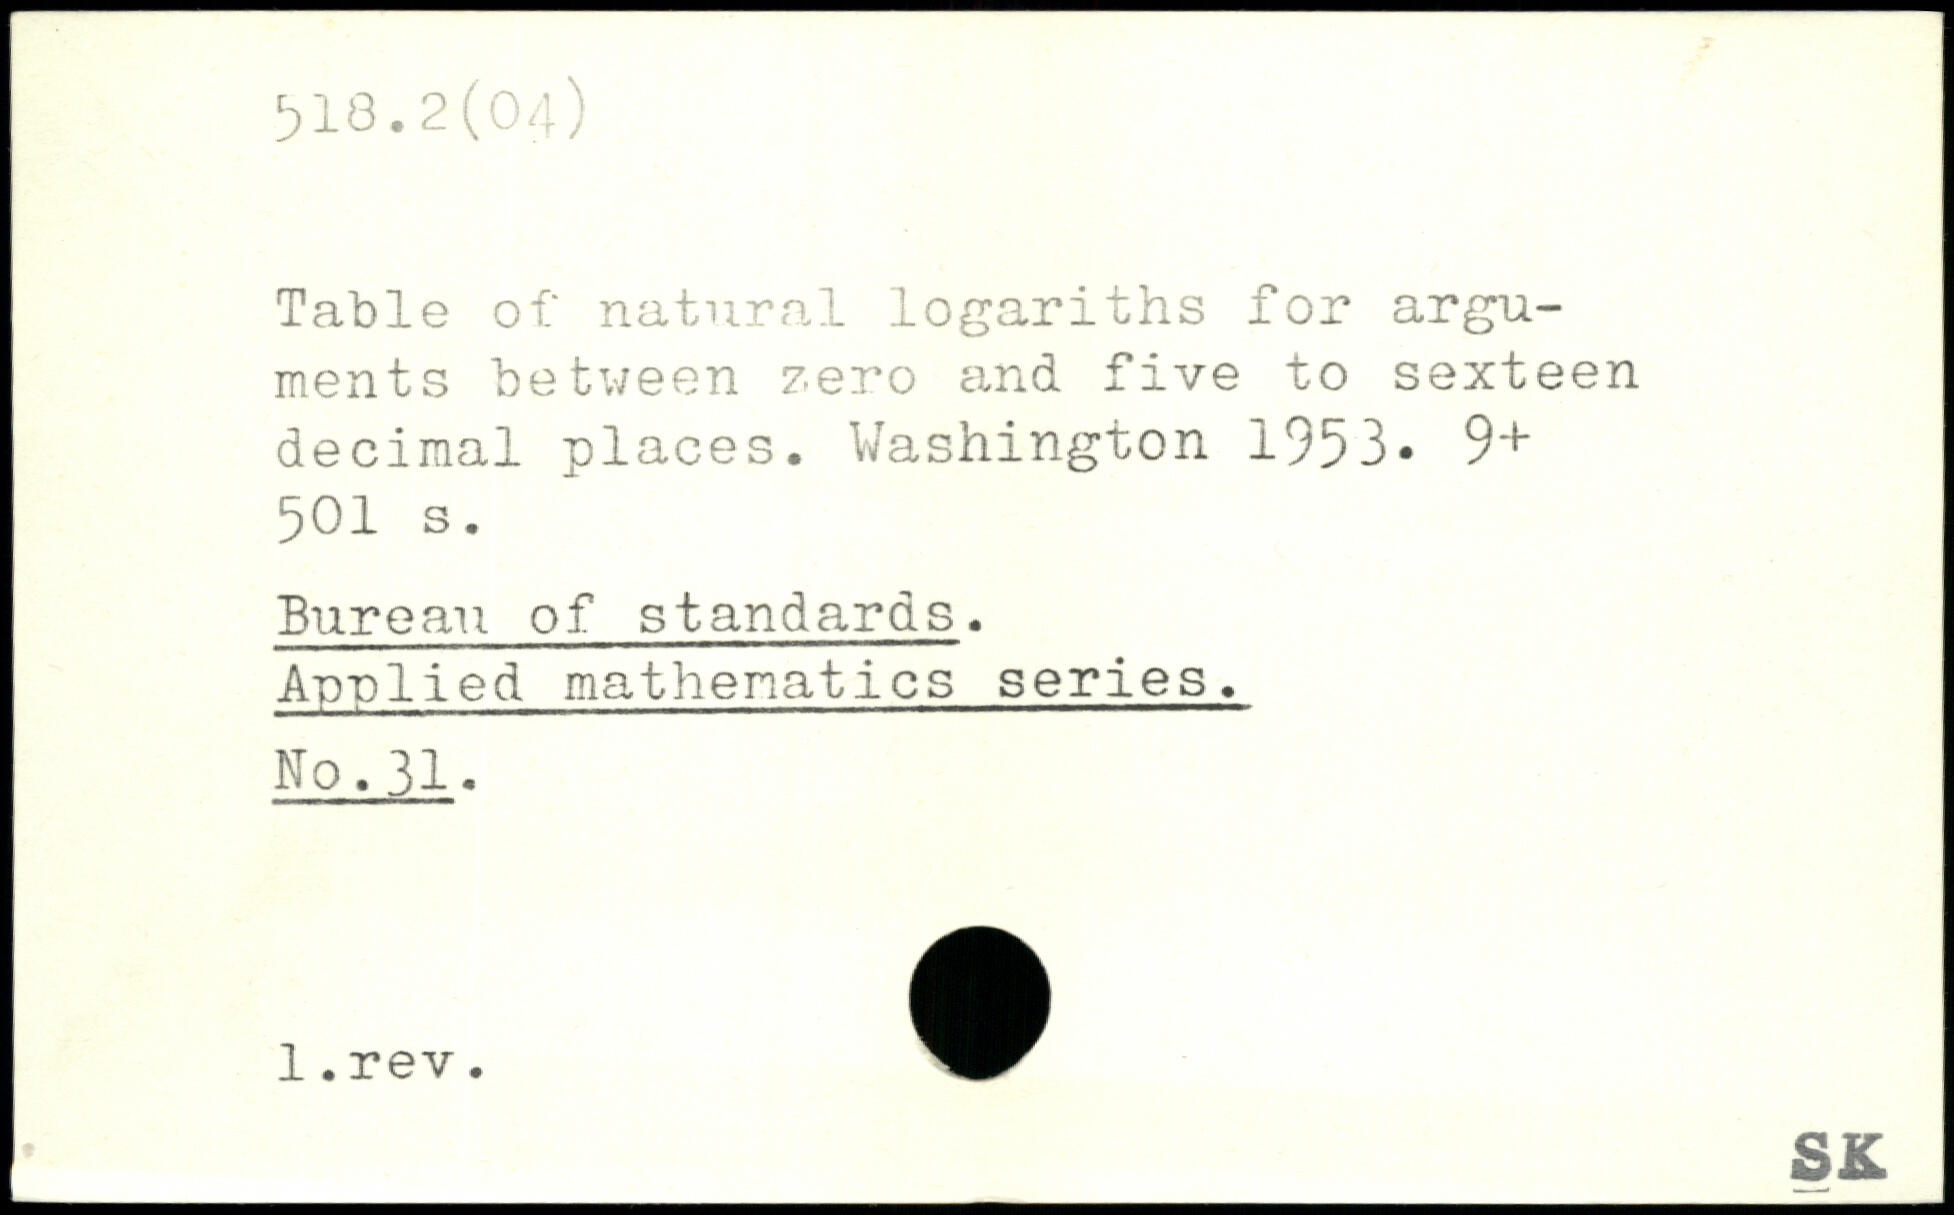 518.2(04)
Table of natural logariths for argu-
ments between zero and five to sexteen
decimal places. Washington 1953. 9+
501 s.
Bureau of standards.
Applied mathematics series.
No.31.
1.rev.
SK